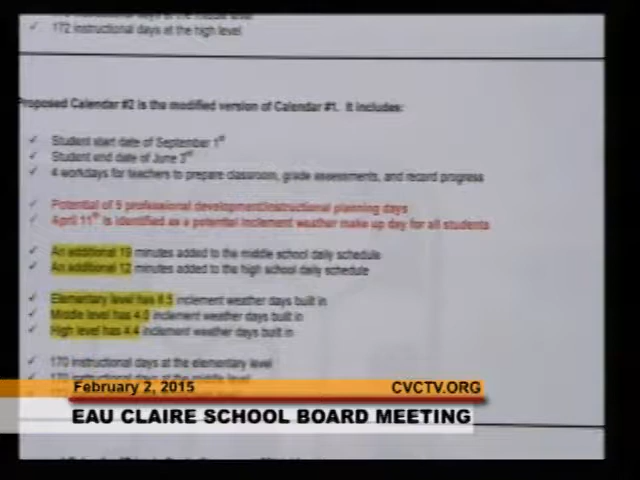 ✓ 172 instructional days at the high level
Proposed Calendar #2 is the modified version of Calendar #1. It includes:
✓ Student start date of September 1st
✓ Student end date of June 3rd
✓ 4 workdays for teachers to prepare classroom, grade assessments, and record progress
✓ Potential of 5 professional development/instructional planning days
✓ April 11th is identified as a potential inclement weather make up day for all students
✓ An additional 19 minutes added to the middle school daily schedule
✓ An additional 12 minutes added to the high school daily schedule
✓ Elementary level has 6.5 inclement weather days built in
✓ Middle level has 4.0 inclement weather days built in
✓ High level has 4.4 inclement weather days built in
✓ 170 instructional days at the elementary level
February 2, 2015 CVCTV.ORG
EAU CLAIRE SCHOOL BOARD MEETING